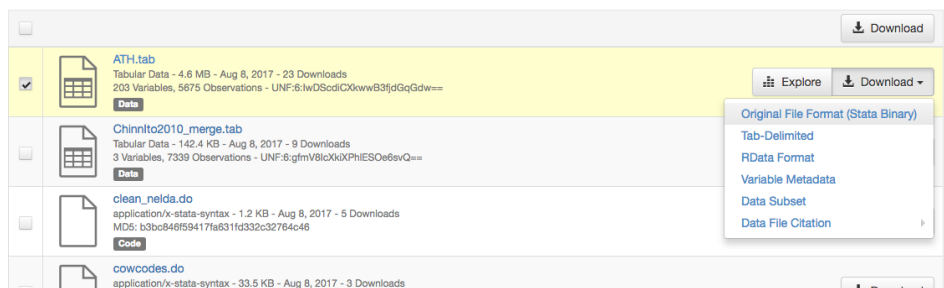 Download
ATH.tab
Tabular Data - 4.6 MB - Aug 8, 2017 - 23 Downloads
203 Variables, 5675 Observations - UNF:6:IwDScdiCXkwwB3fjdGqGdw==
Data
Explore
Download
Original File Format (Stata Binary)
Tab-Delimited
RData Format
Variable Metadata
Data Subset
Data File Citation
ChinnIto2010_merge.tab
Tabular Data - 142.4 KB - Aug 8, 2017 - 9 Downloads
3 Variables, 7339 Observations - UNF:6:gfmV8IcXkiXPhIESOe6svQ==
Data
clean_nelda.do
application/x-stata-syntax - 1.2 KB - Aug 8, 2017 - 5 Downloads
MD5: b3bc846f59417fa631fd332c32764c46
Code
cowcodes.do
application/x-stata-syntax - 33.5 KB - Aug 8, 2017 - 3 Downloads